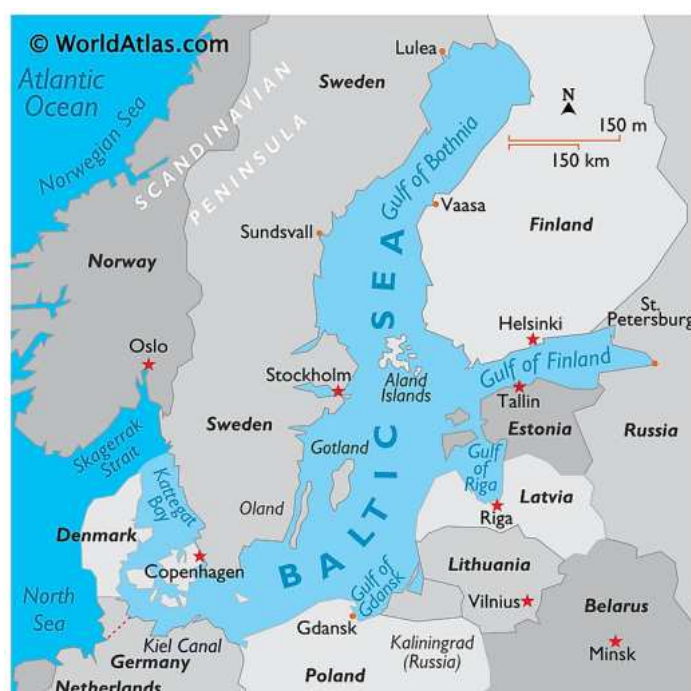 © WorldAtlas.com
Atlantic
Ocean
Norwegian Sea
SCANDINAVIAN
PENINSULA
Sweden
Lulea
N
150 m
150 km
Gulf of Bothnia
Vaasa
Sundsvall
Finland
Norway
BALTIC SEA
Helsinki
St.
Petersburg
Oslo
Gulf of Finland
Stockholm
Aland
Islands
Tallin
Sweden
Estonia
Russia
Skagerrak
Strait
Gotland
Kattegat
Bay
Gulf
of
Riga
Oland
Latvia
Riga
Denmark
Copenhagen
Lithuania
Gulf of
Gdansk
Vilnius
Belarus
North
Sea
Gdansk
Kiel Canal
Kaliningrad
(Russia)
Minsk
Germany
Poland
Netherlands